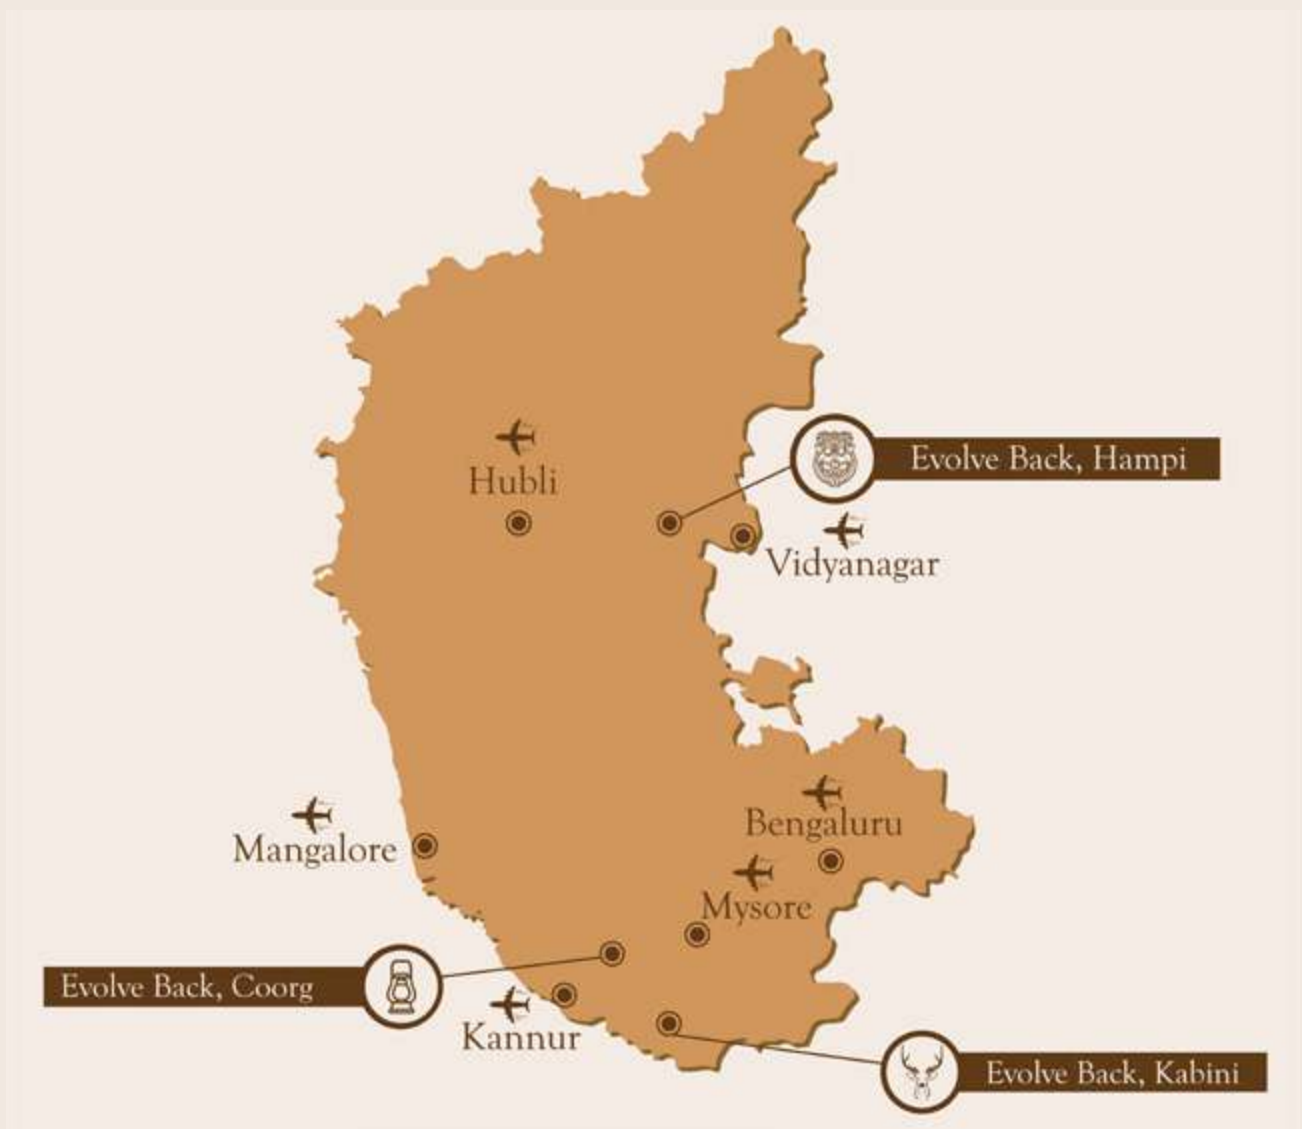 Evolve Back, Hampi
Hubli
Vidyanagar
Bengaluru
Mangalore
Mysore
Evolve Back, Coorg
Kannur
Evolve Back, Kabini